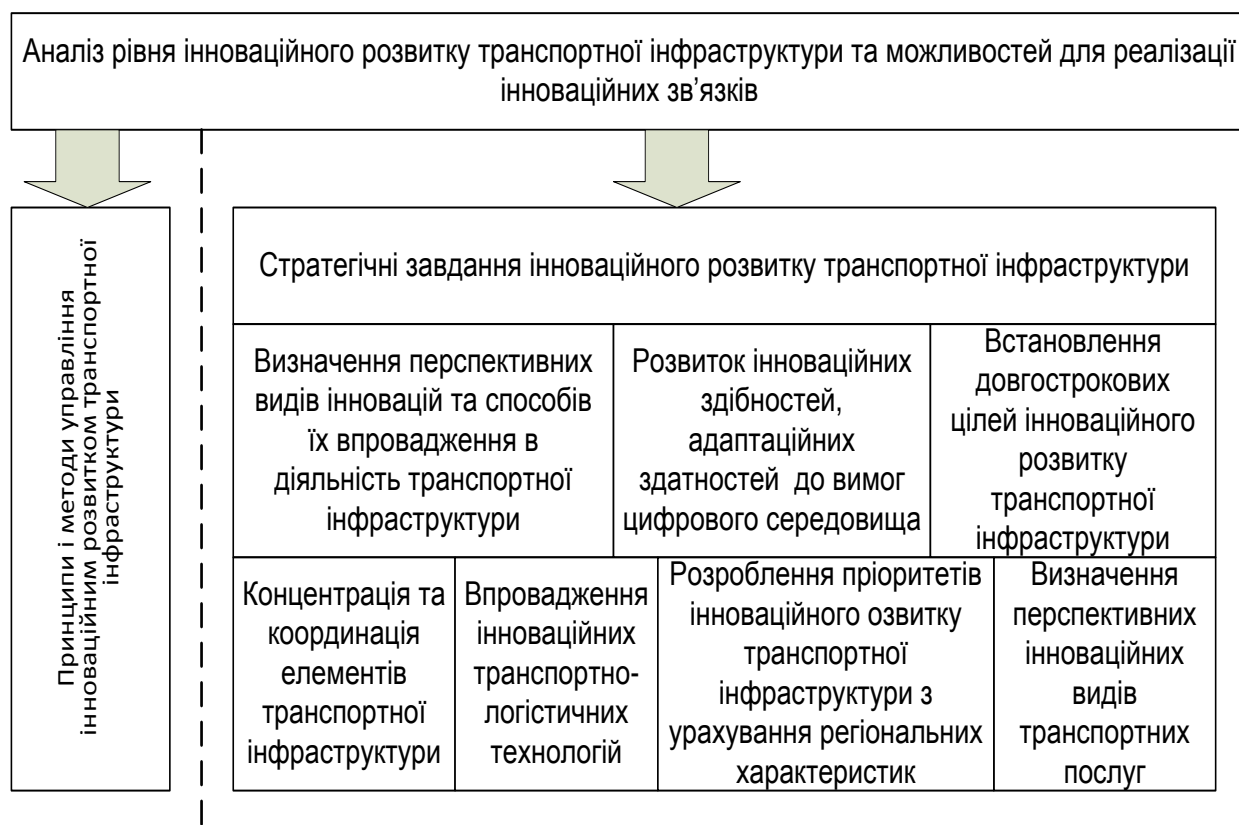 Аналіз рівня інноваційного розвитку транспортної інфраструктури та можливостей для реалізації
інноваційних зв’язків
Принципи і методи управління
інноваційним розвитком транспортної
інфраструктури
Стратегічні завдання інноваційного розвитку транспортної інфраструктури
Визначення перспективних
видів інновацій та способів
їх впровадження в
діяльність транспортної
інфраструктури
Розвиток інноваційних
здібностей,
адаптаційних
здатностей до вимог
цифрового середовища
Встановлення
довгострокових
цілей інноваційного
розвитку
транспортної
інфраструктури
Концентрація та
координація
елементів
транспортної
інфраструктури
Впровадження
інноваційних
транспортно-
логістичних
технологій
Розроблення пріоритетів
інноваційного озвитку
транспортної
інфраструктури з
урахування регіональних
характеристик
Визначення
перспективних
інноваційних
видів
транспортних
послуг